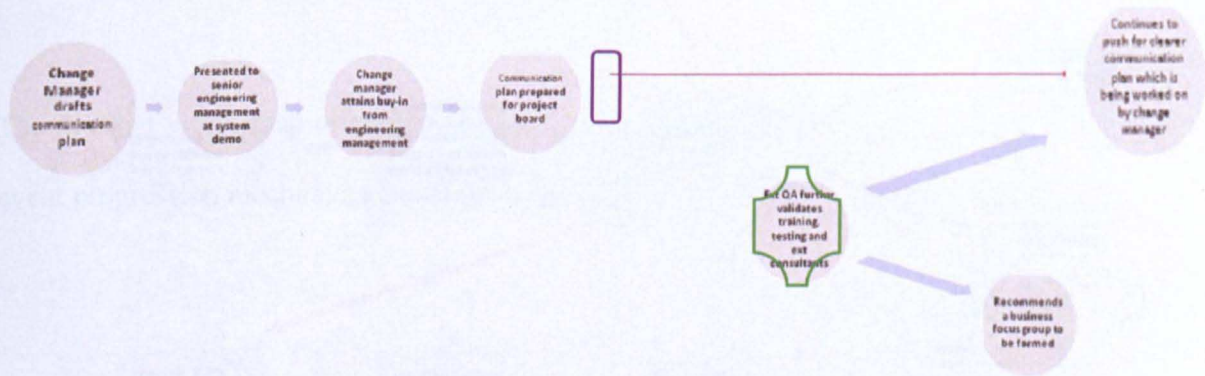 Change
Manager
drafts
communication
plan
Presented to
senior
engineering
management
at system
demo
Change
manager
attains buy-in
from
engineering
management
Communication
plan prepared
for project
board
Continues to
push for clearer
communication
plan which is
being worked on
by change
manager
Ext QA further
validates
training,
testing and
ext
consultants
Recommends
a business
focus group to
be formed